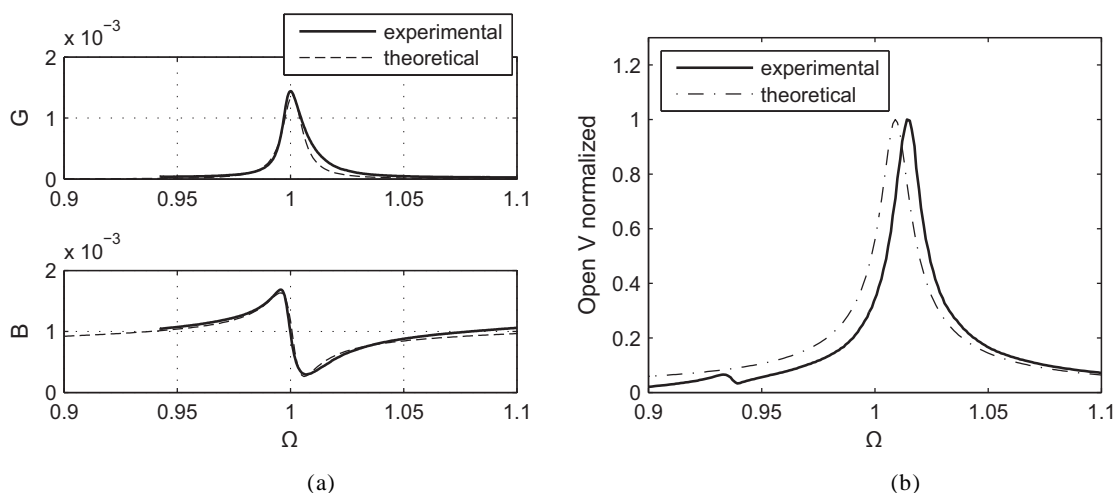 x 10⁻³
experimental
theoretical
2
1
0
G
0.9 0.95 1 1.05 1.1
x 10⁻³
2
1
0
B
0.9 0.95 1 1.05 1.1
Ω
(a)
experimental
theoretical
1.2
1
0.8
0.6
0.4
0.2
0
Open V normalized
0.9 0.95 1 1.05 1.1
Ω
(b)